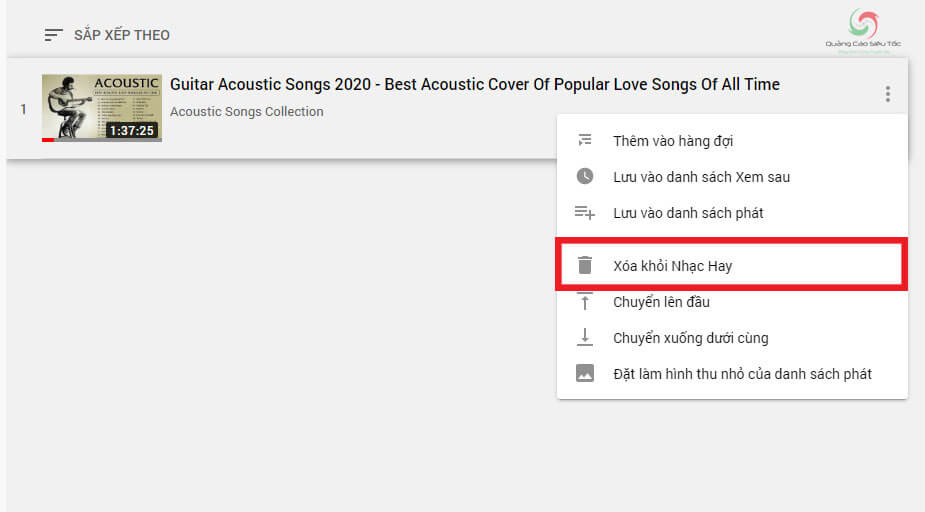 SẮP XẾP THEO
Quảng Cáo Siêu Tốc
1
ACOUSTIC
1:37:25
Guitar Acoustic Songs 2020 - Best Acoustic Cover Of Popular Love Songs Of All Time
Acoustic Songs Collection
Thêm vào hàng đợi
Lưu vào danh sách Xem sau
Lưu vào danh sách phát
Xóa khỏi Nhạc Hay
Chuyển lên đầu
Chuyển xuống dưới cùng
Đặt làm hình thu nhỏ của danh sách phát